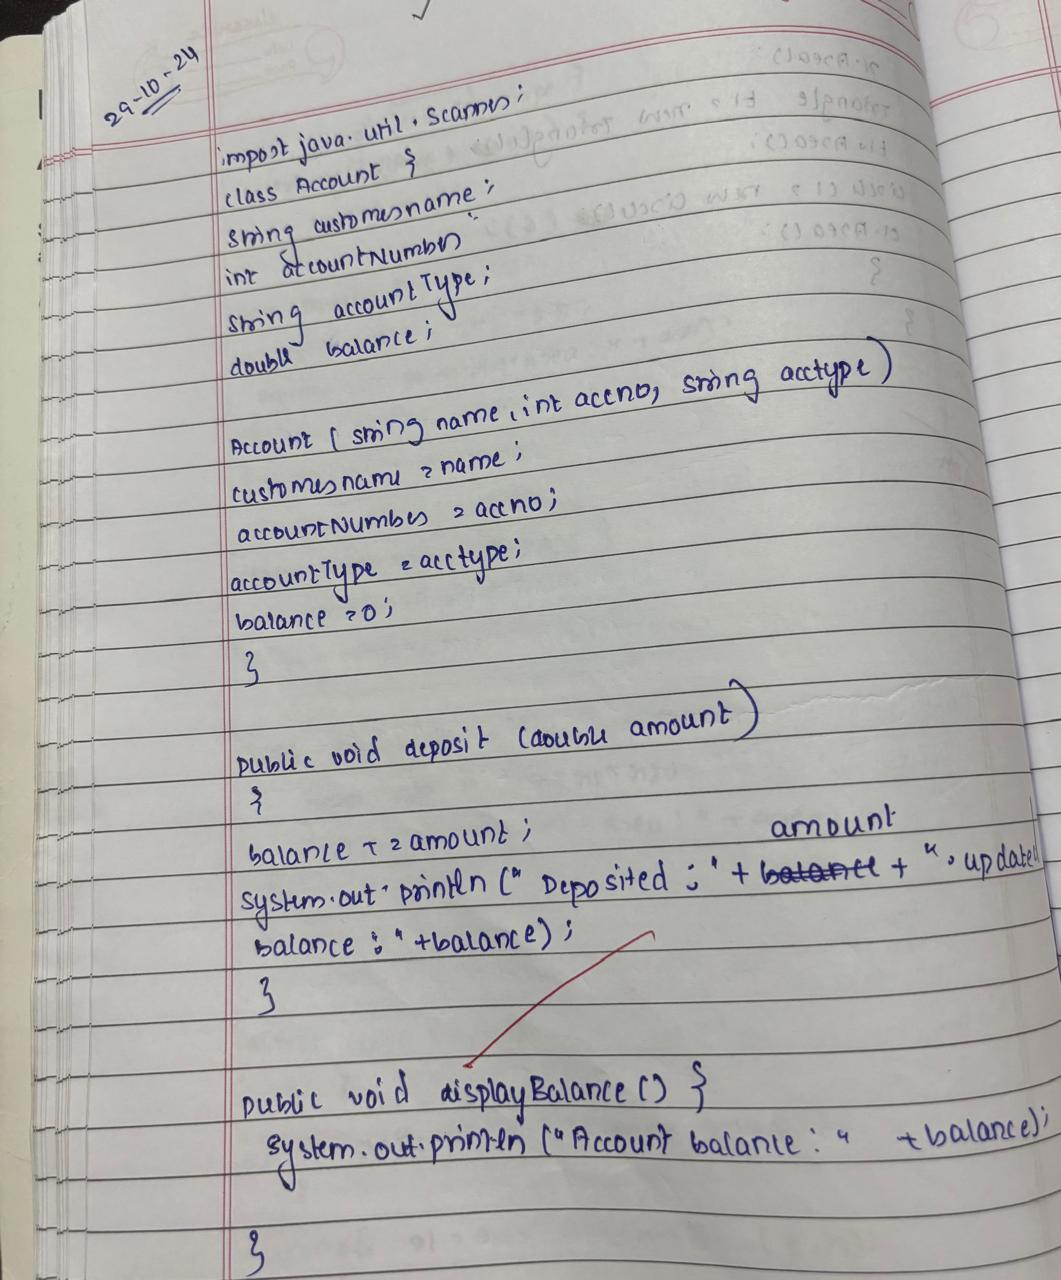 29-10-24
import java.util.Scanner;
class Account {
string customername;
int accountNumber;
string accountType;
double balance;
Account (string name, int accno, string acctype)
customername = name;
accountNumber = accno;
accountType = acctype;
balance = 0;
}
public void deposit (double amount)
{
balance += amount;
amount
system.out.println (" Deposited : " + balance + ", update
balance : " + balance);
}
public void displayBalance () {
system.out.println ("Account balance : " + balance);
}